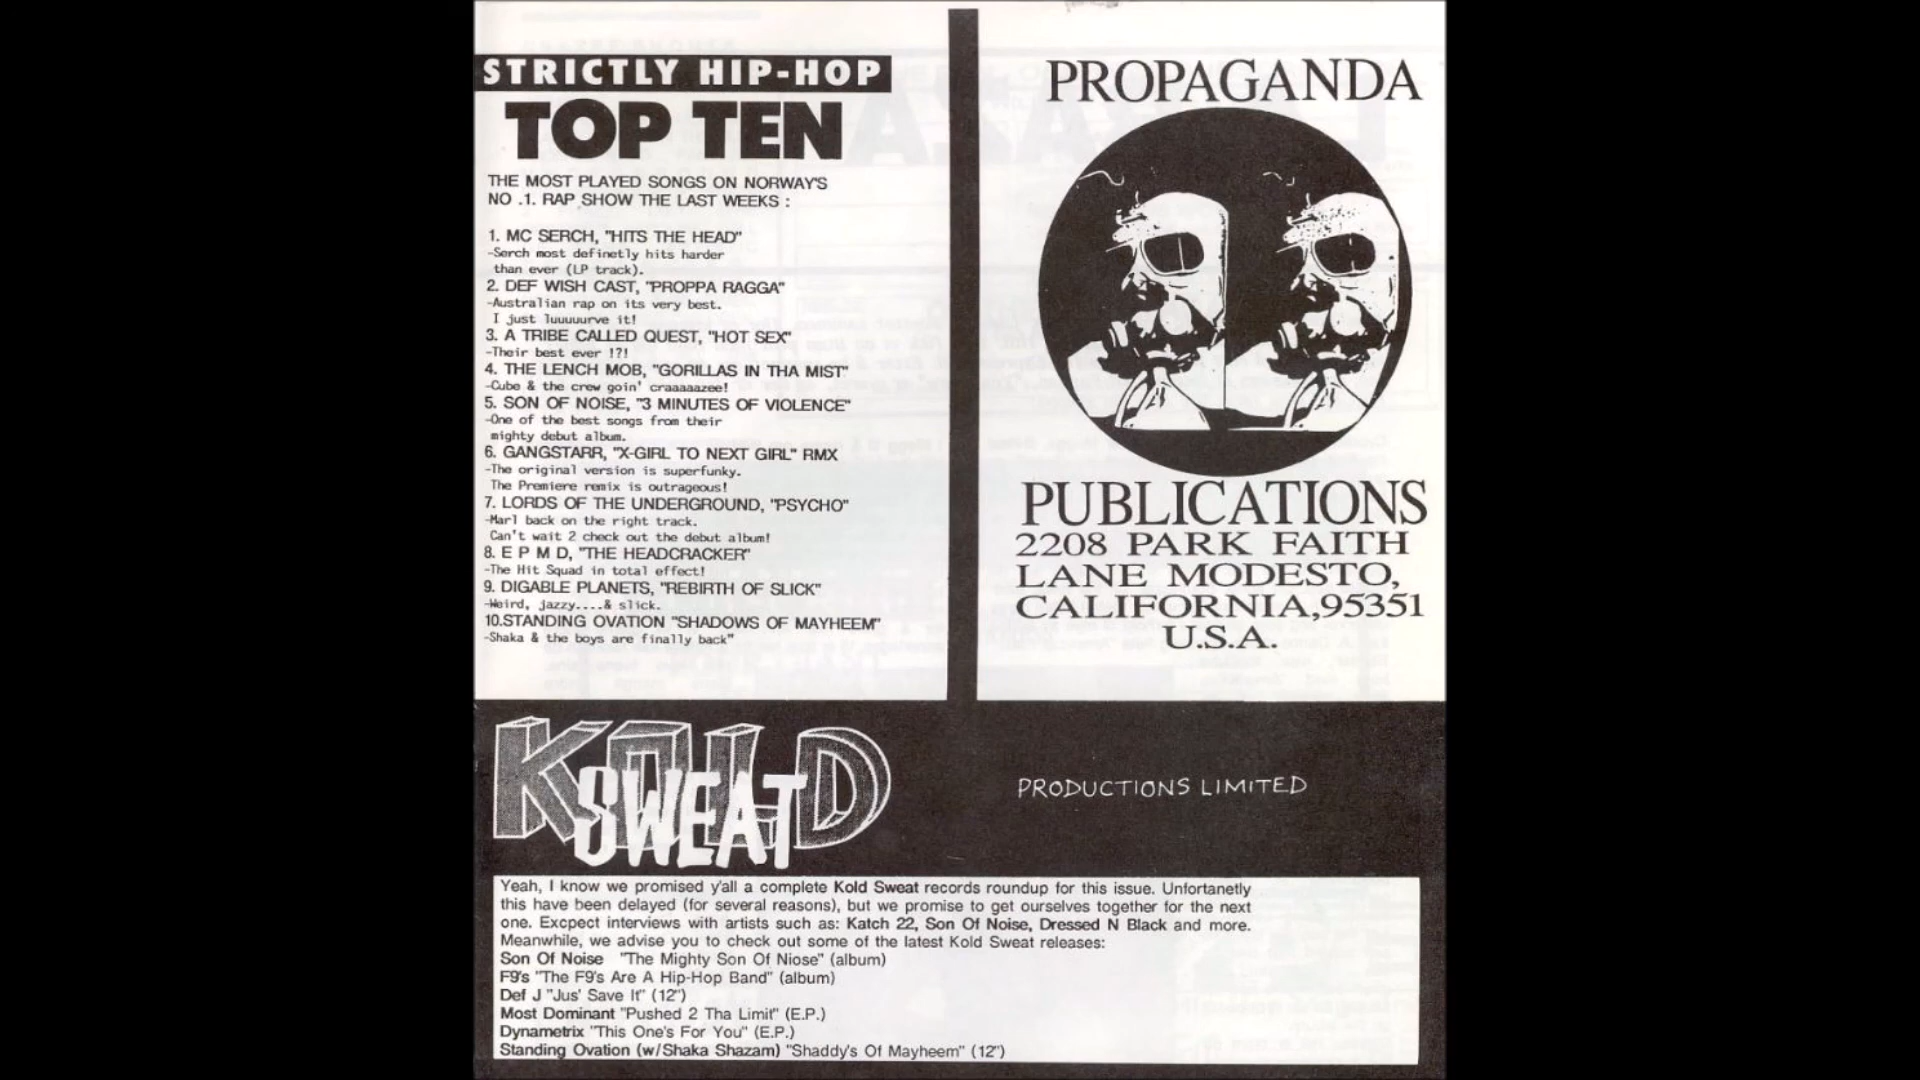 STRICTLY HIP-HOP
TOP TEN
THE MOST PLAYED SONGS ON NORWAY'S
NO .1. RAP SHOW THE LAST WEEKS :
1. MC SERCH, "HITS THE HEAD"
-Serch most definetly hits harder
than ever (LP track).
2. DEF WISH CAST, "PROPPA RAGGA"
-Australian rap on its very best.
I just luuuuurve it!
3. A TRIBE CALLED QUEST, "HOT SEX"
-Their best ever !?!
4. THE LENCH MOB, "GORILLAS IN THA MIST"
-Cube & the crew goin' craaaaazee!
5. SON OF NOISE, "3 MINUTES OF VIOLENCE"
-One of the best songs from their
mighty debut album.
6. GANGSTARR, "X-GIRL TO NEXT GIRL" RMX
-The original version is superfunky.
The Premiere remix is outrageous!
7. LORDS OF THE UNDERGROUND, "PSYCHO"
-Marl back on the right track.
Can't wait 2 check out the debut album!
8. E P M D, "THE HEADCRACKER"
-The Hit Squad in total effect!
9. DIGABLE PLANETS, "REBIRTH OF SLICK"
-Weird, jazzy....& slick.
10.STANDING OVATION "SHADOWS OF MAYHEEM"
-Shaka & the boys are finally back"
PROPAGANDA
PUBLICATIONS
2208 PARK FAITH
LANE MODESTO,
CALIFORNIA,95351
U.S.A.
KOLD
SWEAT
PRODUCTIONS LIMITED
Yeah, I know we promised y'all a complete Kold Sweat records roundup for this issue. Unfortanetly
this have been delayed (for several reasons), but we promise to get ourselves together for the next
one. Excpect interviews with artists such as: Katch 22, Son Of Noise, Dressed N Black and more.
Meanwhile, we advise you to check out some of the latest Kold Sweat releases:
Son Of Noise "The Mighty Son Of Niose" (album)
F9's "The F9's Are A Hip-Hop Band" (album)
Def J "Jus' Save It" (12")
Most Dominant "Pushed 2 Tha Limit" (E.P.)
Dynametrix "This One's For You" (E.P.)
Standing Ovation (w/Shaka Shazam) "Shaddy's Of Mayheem" (12")